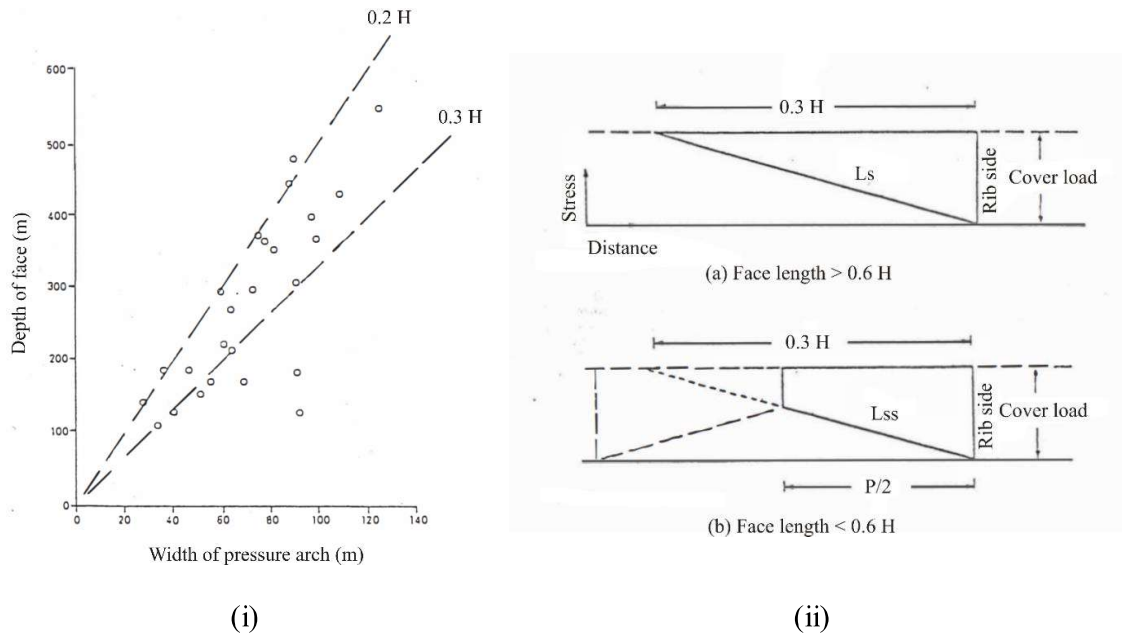 0.2 H
0.3 H
600
500
400
300
200
100
0
0 20 40 60 80 100 120 140
Depth of face (m)
Width of pressure arch (m)
(i)
0.3 H
Ls
Stress
Rib side
Cover load
Distance
(a) Face length > 0.6 H
0.3 H
Lss
Rib side
Cover load
P/2
(b) Face length < 0.6 H
(ii)